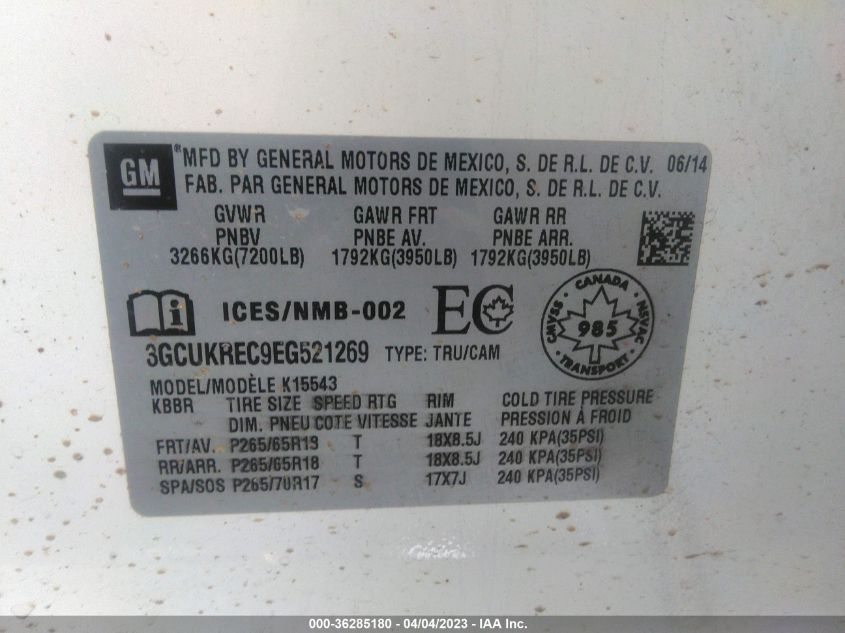 GM ® MFD BY GENERAL MOTORS DE MEXICO, S. DE R.L. DE C.V. 06/14
FAB. PAR GENERAL MOTORS DE MEXICO, S. DE R.L. DE C.V.
GVWR GAWR FRT GAWR RR
PNBV PNBE AV. PNBE ARR.
3266KG(7200LB) 1792KG(3950LB) 1792KG(3950LB)
ICES/NMB-002 EC
CANADA
CMVSS 985 NSVAC
TRANSPORT
3GCUKREC9EG521269 TYPE: TRU/CAM
MODEL/MODÈLE K15543
KBBR TIRE SIZE SPEED RTG RIM COLD TIRE PRESSURE
DIM. PNEU COTE VITESSE JANTE PRESSION À FROID
FRT/AV. P265/65R18 T 18X8.5J 240 KPA(35PSI)
RR/ARR. P265/65R18 T 18X8.5J 240 KPA(35PSI)
SPA/SOS P265/70R17 S 17X7J 240 KPA(35PSI)
000-36285180 - 04/04/2023 - IAA Inc.